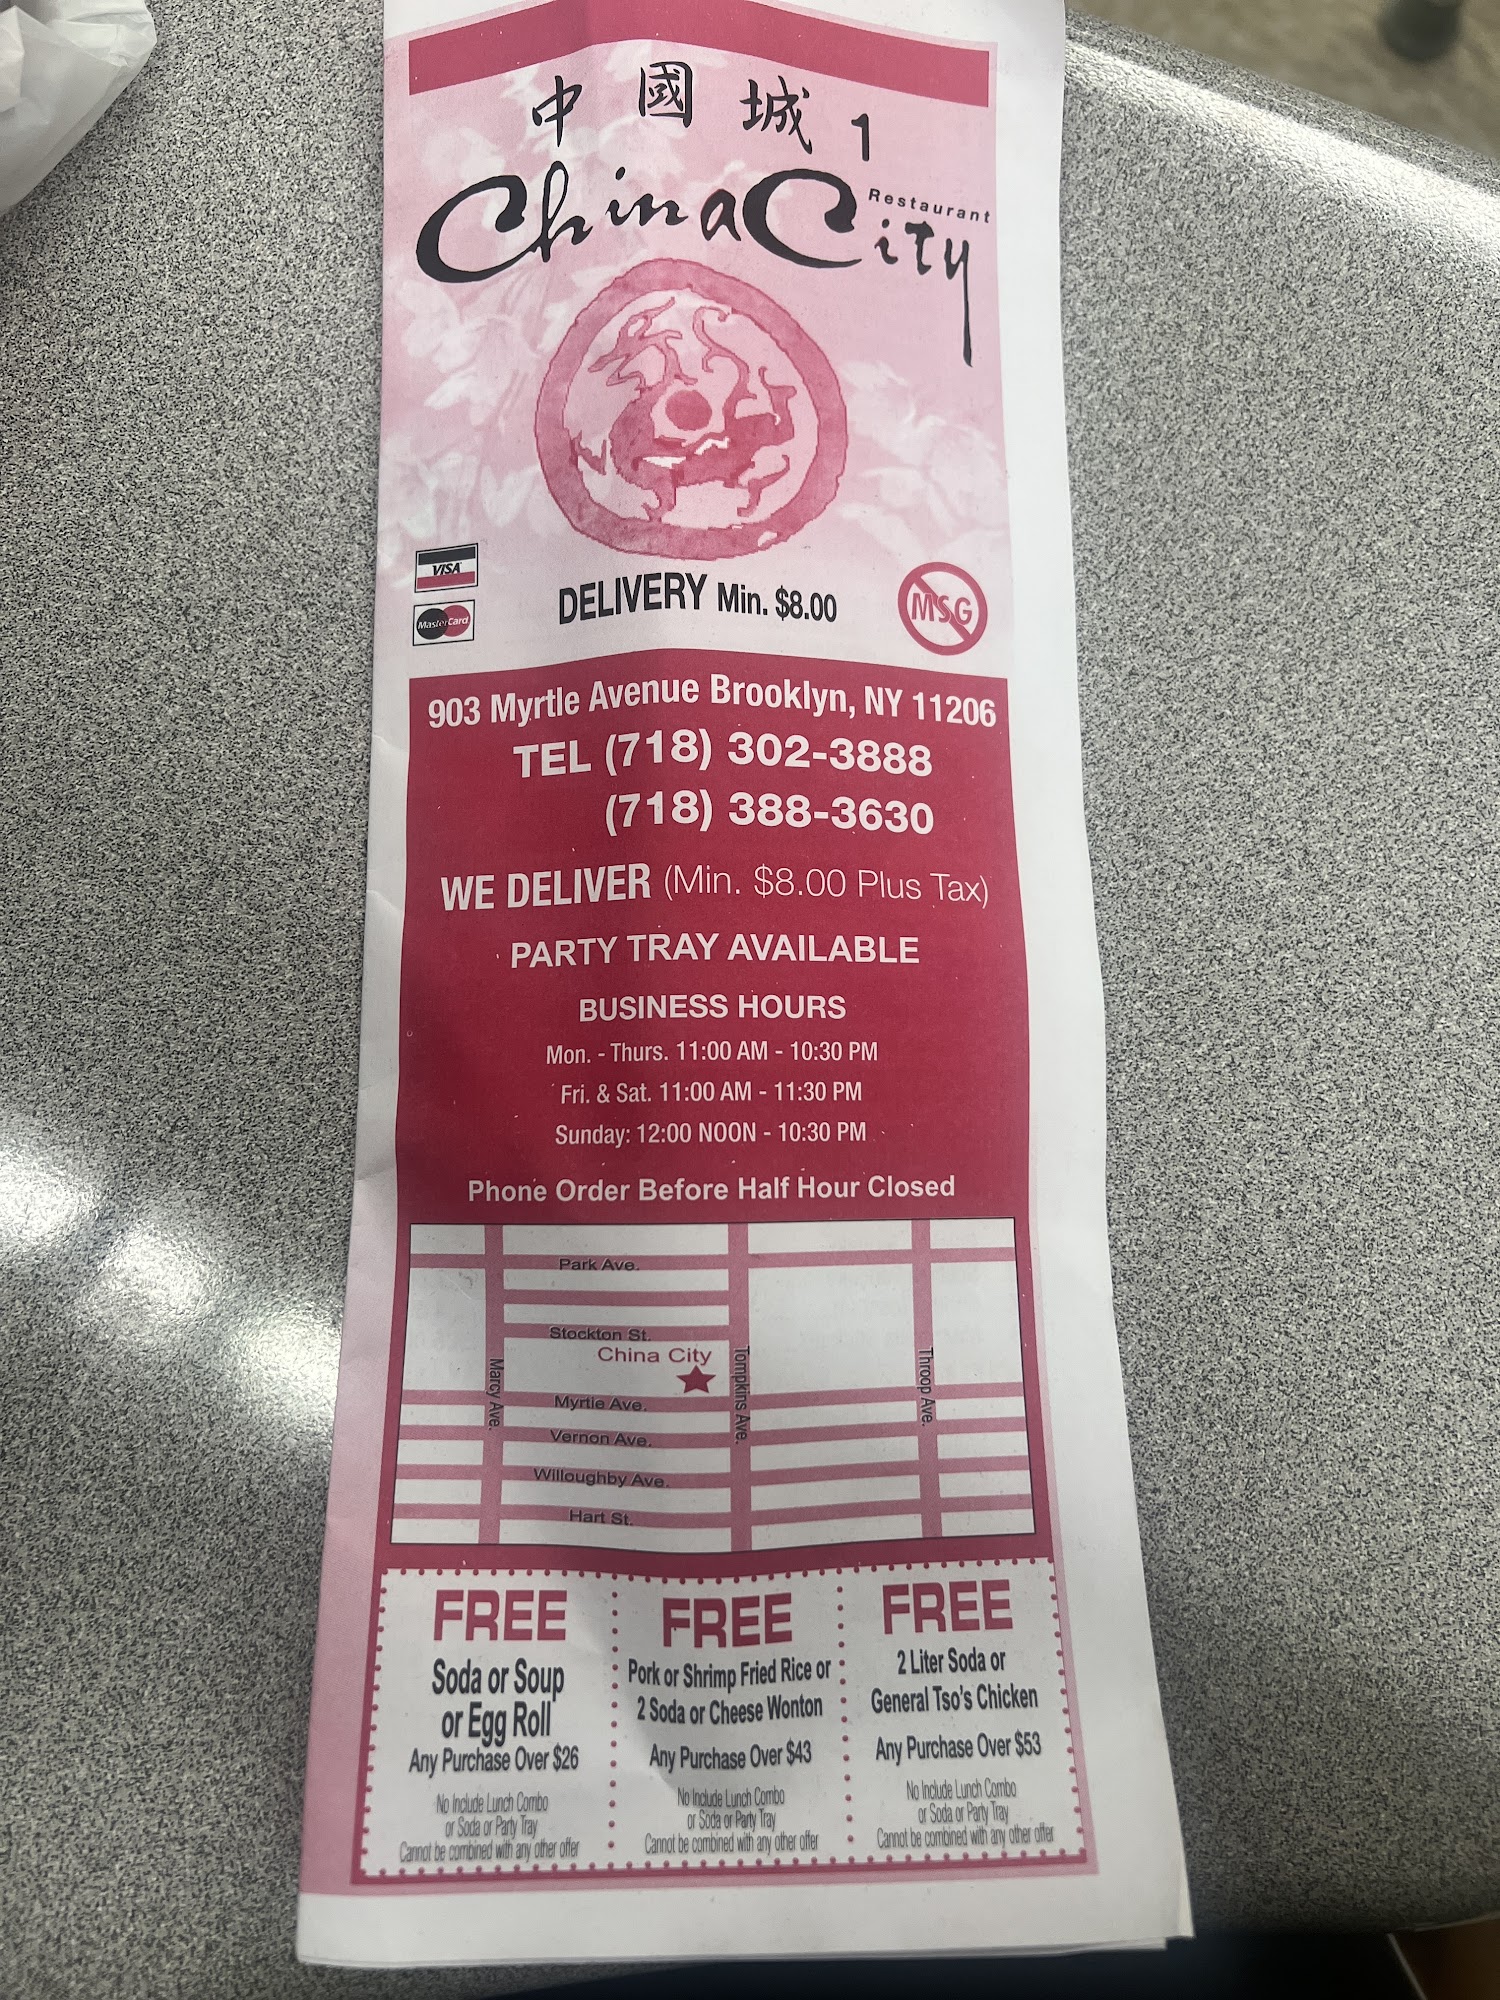 中國城 1
China City
Restaurant
VISA
MasterCard
DELIVERY Min. $8.00
MSG
903 Myrtle Avenue Brooklyn, NY 11206
TEL (718) 302-3888
(718) 388-3630
WE DELIVER (Min. $8.00 Plus Tax)
PARTY TRAY AVAILABLE
BUSINESS HOURS
Mon. - Thurs. 11:00 AM - 10:30 PM
Fri. & Sat. 11:00 AM - 11:30 PM
Sunday: 12:00 NOON - 10:30 PM
Phone Order Before Half Hour Closed
Park Ave.
Stockton St.
China City
Marcy Ave.
Tompkins Ave.
Throop Ave.
Myrtle Ave.
Vernon Ave.
Willoughby Ave.
Hart St.
FREE
Soda or Soup
or Egg Roll
Any Purchase Over $26
No Include Lunch Combo
or Soda or Party Tray
Cannot be combined with any other offer
FREE
Pork or Shrimp Fried Rice or
2 Soda or Cheese Wonton
Any Purchase Over $43
No Include Lunch Combo
or Soda or Party Tray
Cannot be combined with any other offer
FREE
2 Liter Soda or
General Tso's Chicken
Any Purchase Over $53
No Include Lunch Combo
or Soda or Party Tray
Cannot be combined with any other offer